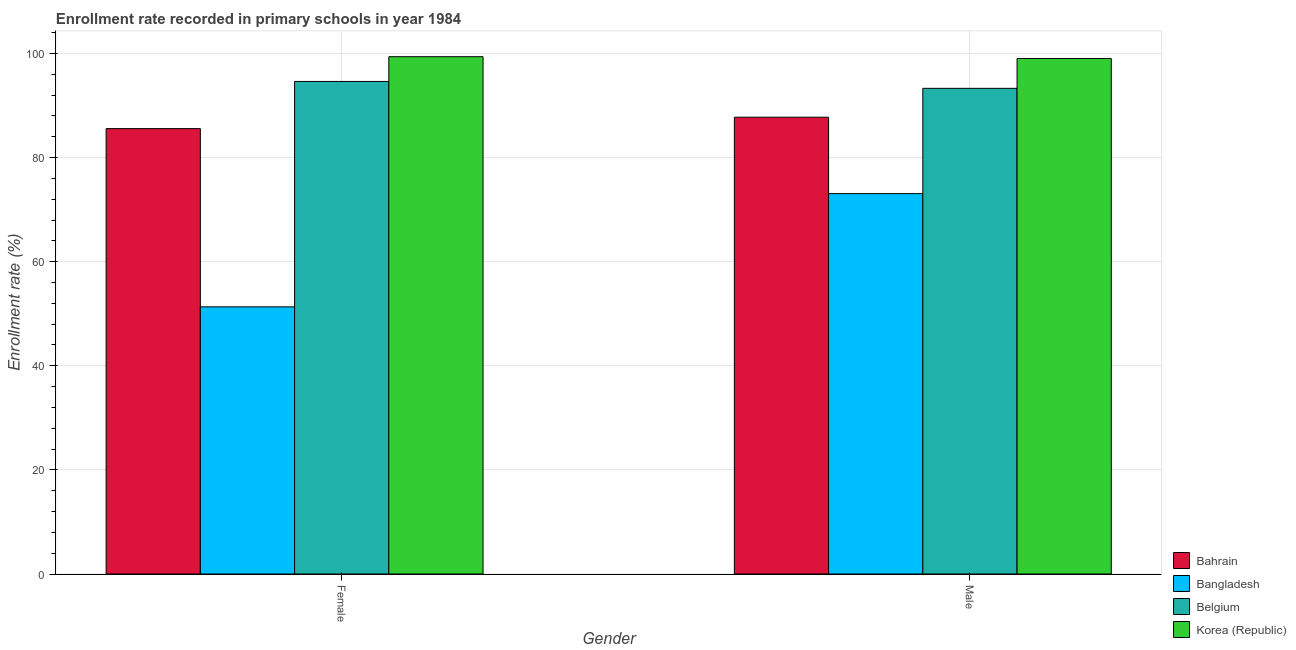 Enrollment rate recorded in primary schools in year 1984
Enrollment rate (%)
100
80
60
40
20
0
Female
Male
Gender
Bahrain
Bangladesh
Belgium
Korea (Republic)